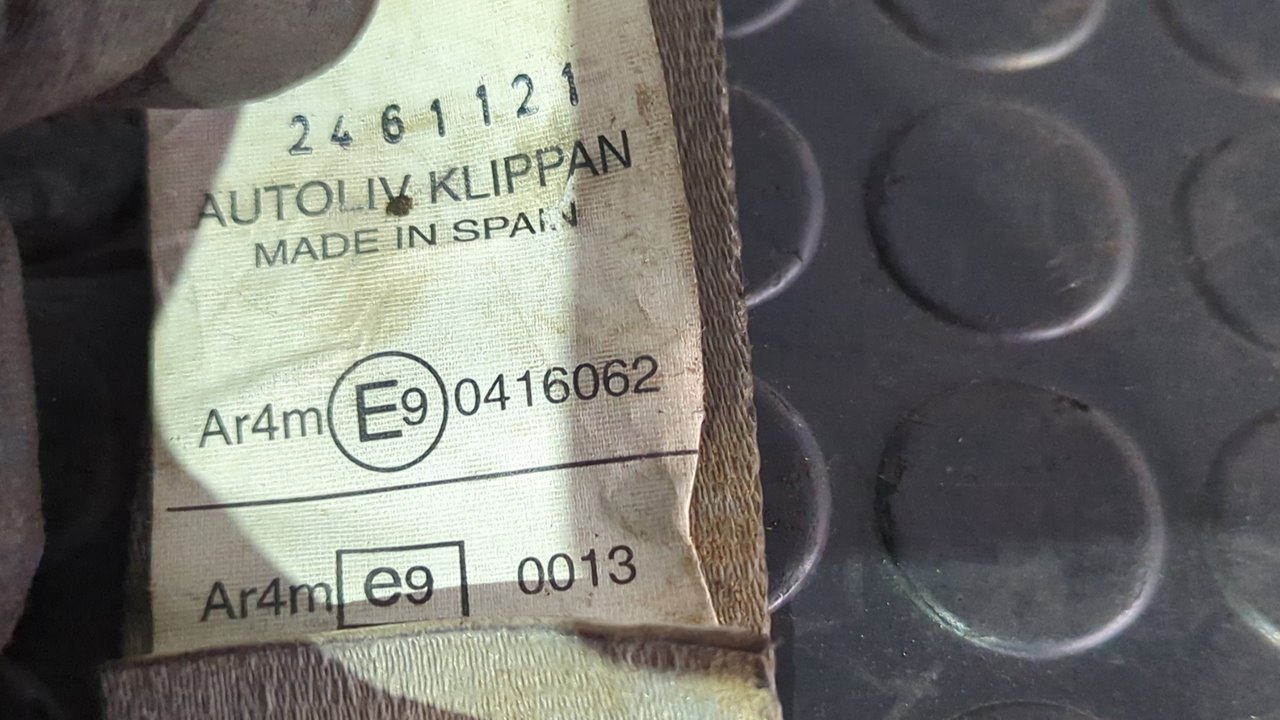 2461121
AUTOLIV KLIPPAN
MADE IN SPAIN
Ar4m E9 0416062
Ar4m e9 0013